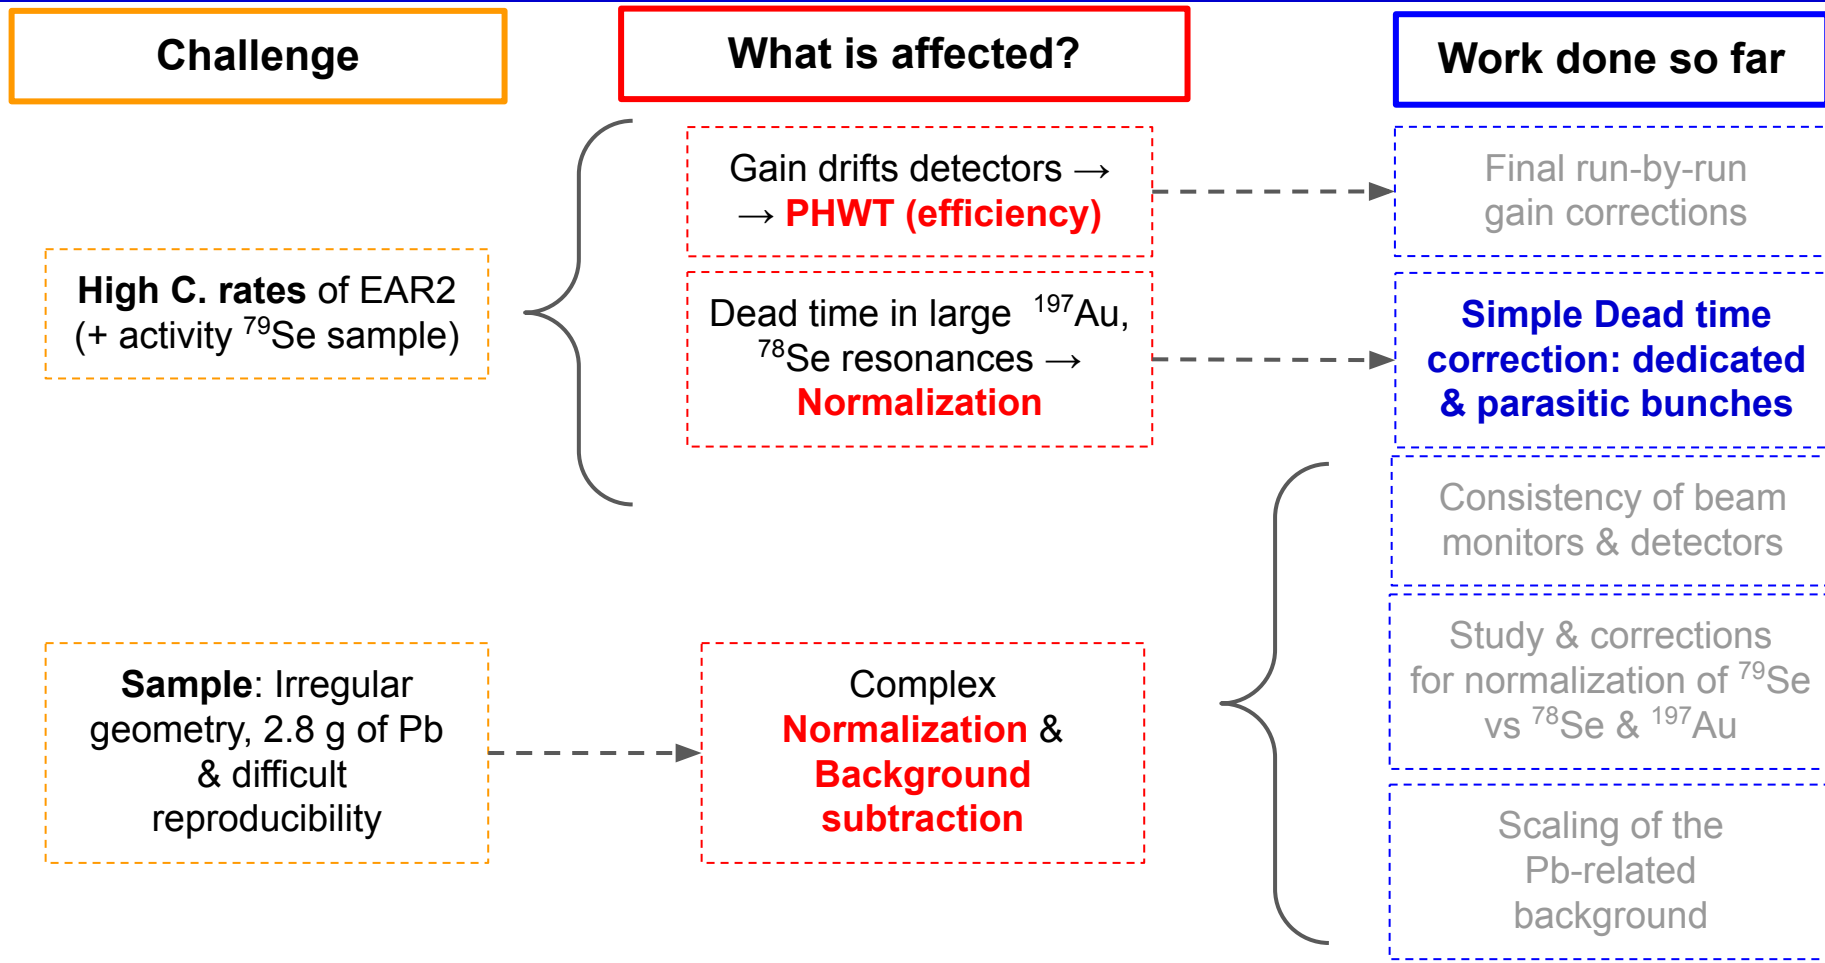 Challenge
What is affected?
Work done so far
High C. rates of EAR2
(+ activity ⁷⁹Se sample)
Gain drifts detectors →
→ PHWT (efficiency)
Final run-by-run
gain corrections
Dead time in large ¹⁹⁷Au,
⁷⁸Se resonances →
Normalization
Simple Dead time
correction: dedicated
& parasitic bunches
Sample: Irregular
geometry, 2.8 g of Pb
& difficult
reproducibility
Complex
Normalization &
Background
subtraction
Consistency of beam
monitors & detectors
Study & corrections
for normalization of ⁷⁹Se
vs ⁷⁸Se & ¹⁹⁷Au
Scaling of the
Pb-related
background